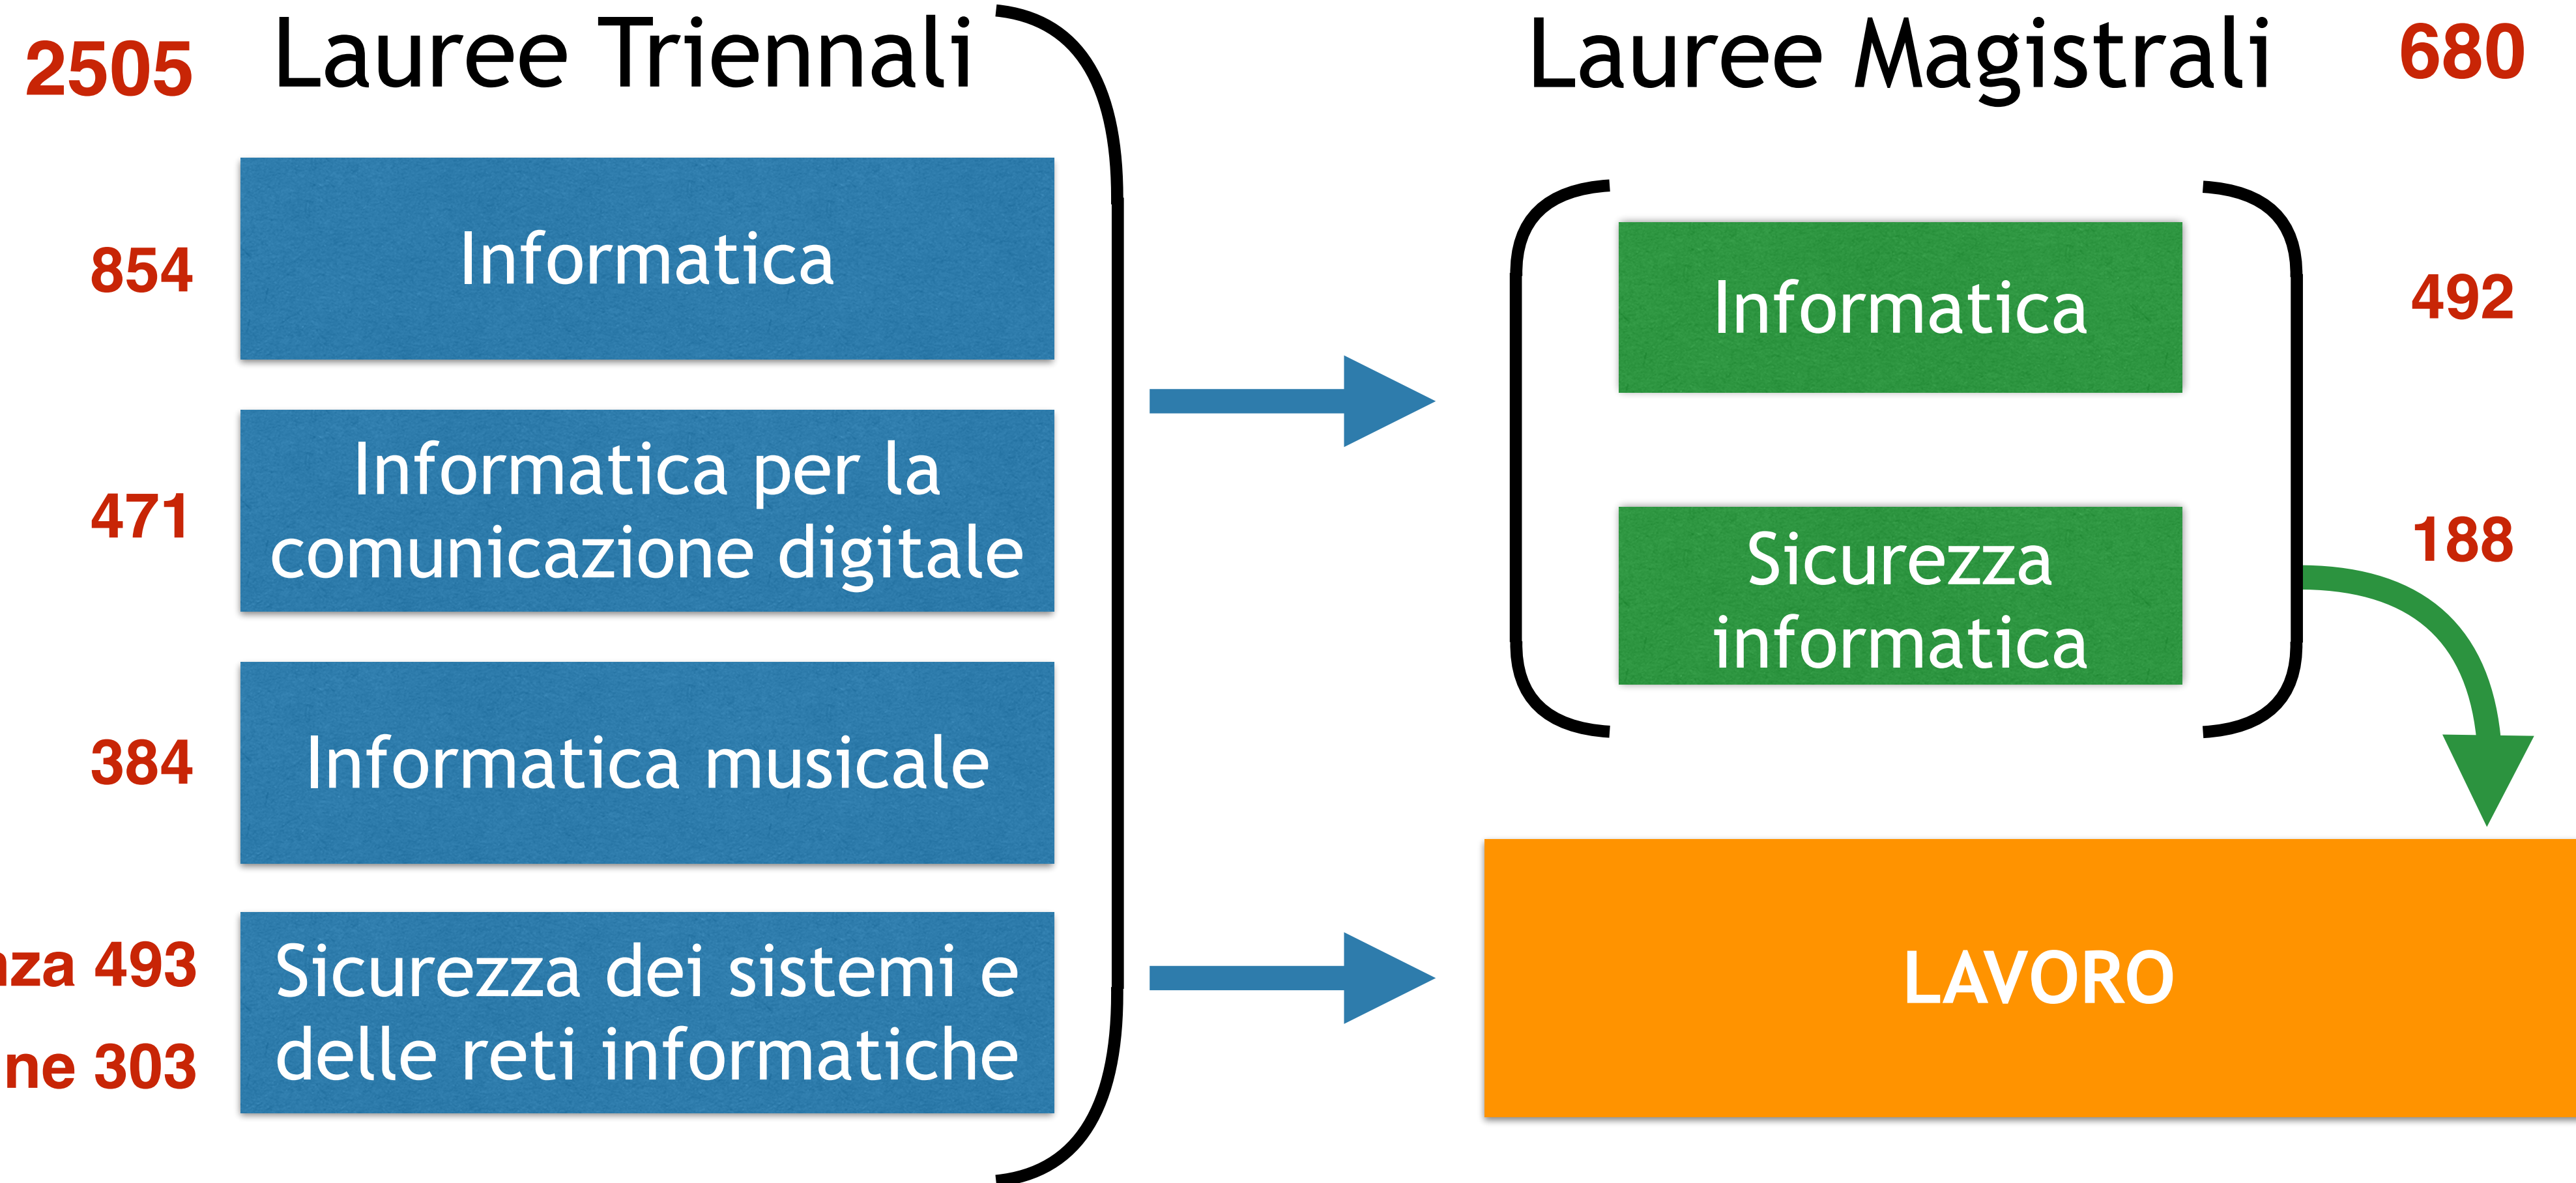 2505
Lauree Triennali
854
Informatica
471
Informatica per la
comunicazione digitale
384
Informatica musicale
493
303
Sicurezza dei sistemi e
delle reti informatiche
Lauree Magistrali
680
Informatica
492
Sicurezza
informatica
188
LAVORO